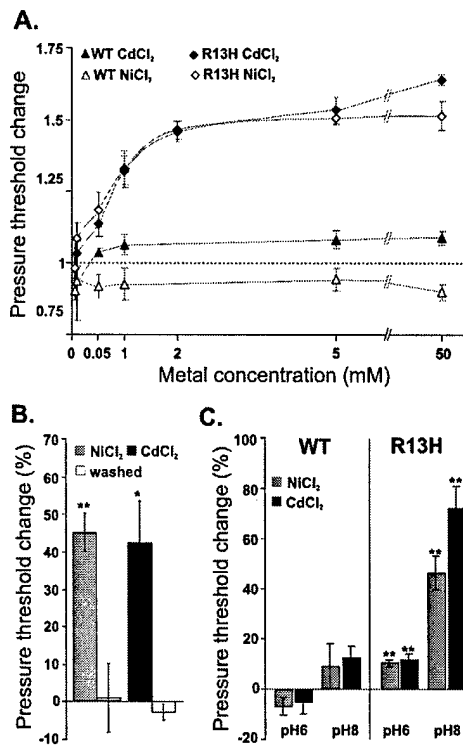 A.
Pressure threshold change
1.75
1.5
1.25
1
0.75
▲ WT CdCl₂ ◆ R13H CdCl₂
△ WT NiCl₂ ◇ R13H NiCl₂
0 0.05 1 2 5 50
Metal concentration (mM)
B.
Pressure threshold change (%)
70
60
50
40
30
20
10
0
-10
NiCl₂ CdCl₂
washed
** *
C.
Pressure threshold change (%)
100
80
60
40
20
0
-20
WT R13H
NiCl₂
CdCl₂
** ** ** **
pH6 pH8 pH6 pH8